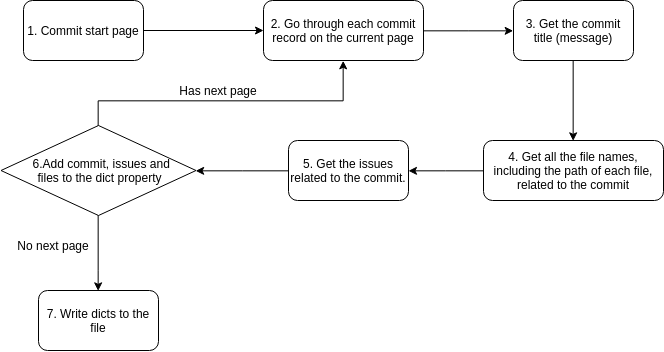 1. Commit start page
2. Go through each commit
record on the current page
3. Get the commit
title (message)
Has next page
4. Get all the file names,
including the path of each file,
related to the commit
5. Get the issues
related to the commit.
6.Add commit, issues and
files to the dict property
No next page
7. Write dicts to the
file